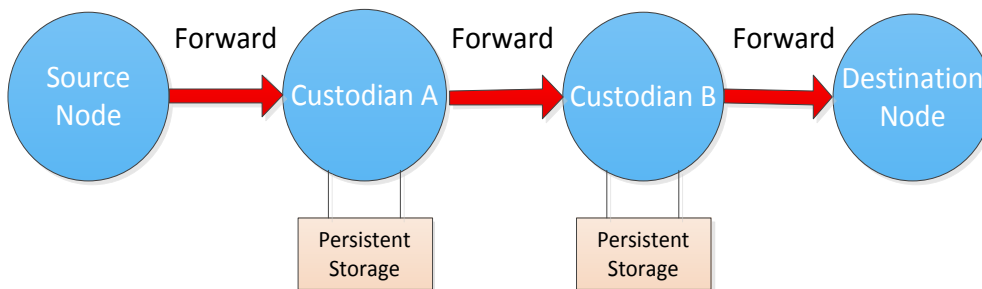 Forward
Forward
Forward
Source
Node
Custodian A
Custodian B
Destination
Node
Persistent
Storage
Persistent
Storage